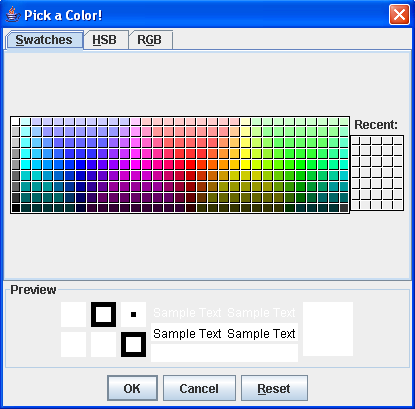 Pick a Color!
Swatches HSB RGB
Recent:
Preview
Sample Text Sample Text
Sample Text Sample Text
OK Cancel Reset